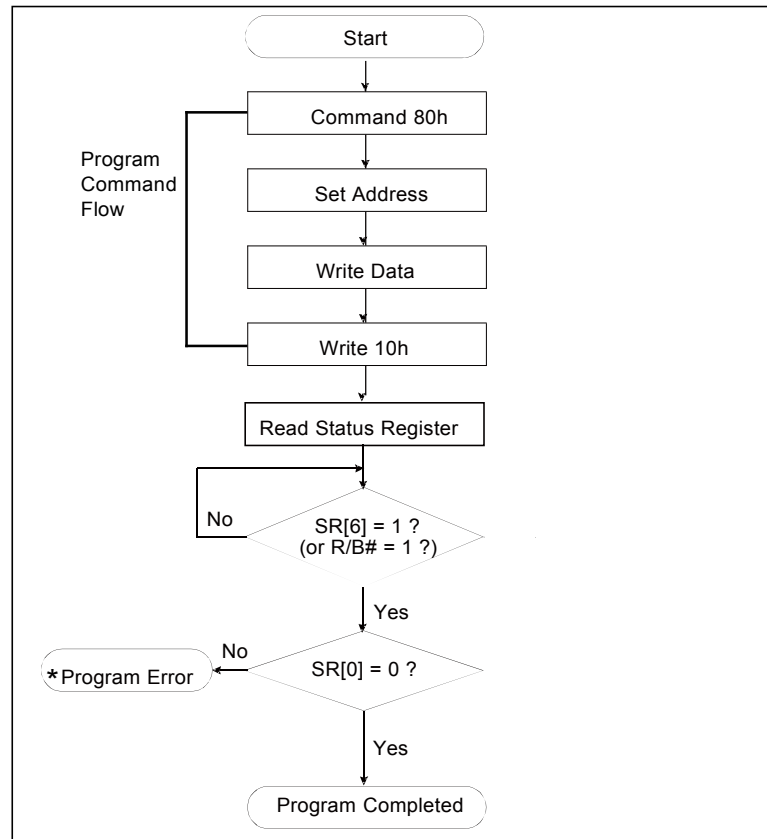 Start
Command 80h
Program
Command
Flow
Set Address
Write Data
Write 10h
Read Status Register
No
SR[6] = 1 ?
(or R/B# = 1 ?)
Yes
No
*Program Error
SR[0] = 0 ?
Yes
Program Completed